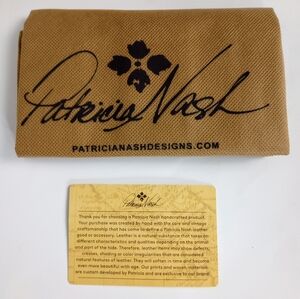 Patricia Nash
PATRICIANASHDESIGNS.COM
Patricia Nash
Thank you for choosing a Patricia Nash handcrafted product.
Your purchase was created by hand with the care and image
craftsmanship that has come to define a Patricia Nash leather
good or accessory. Leather is a natural substance that takes on
different characteristics and qualities depending on the animal
and part of the hide. Therefore, leather items may show defects,
creases, shading or color irregularities that are considered
natural features of leather. They will soften in tone and become
even more beautiful with age. Our prints and woven materials
are custom developed by Patricia and are exclusive to our brand.